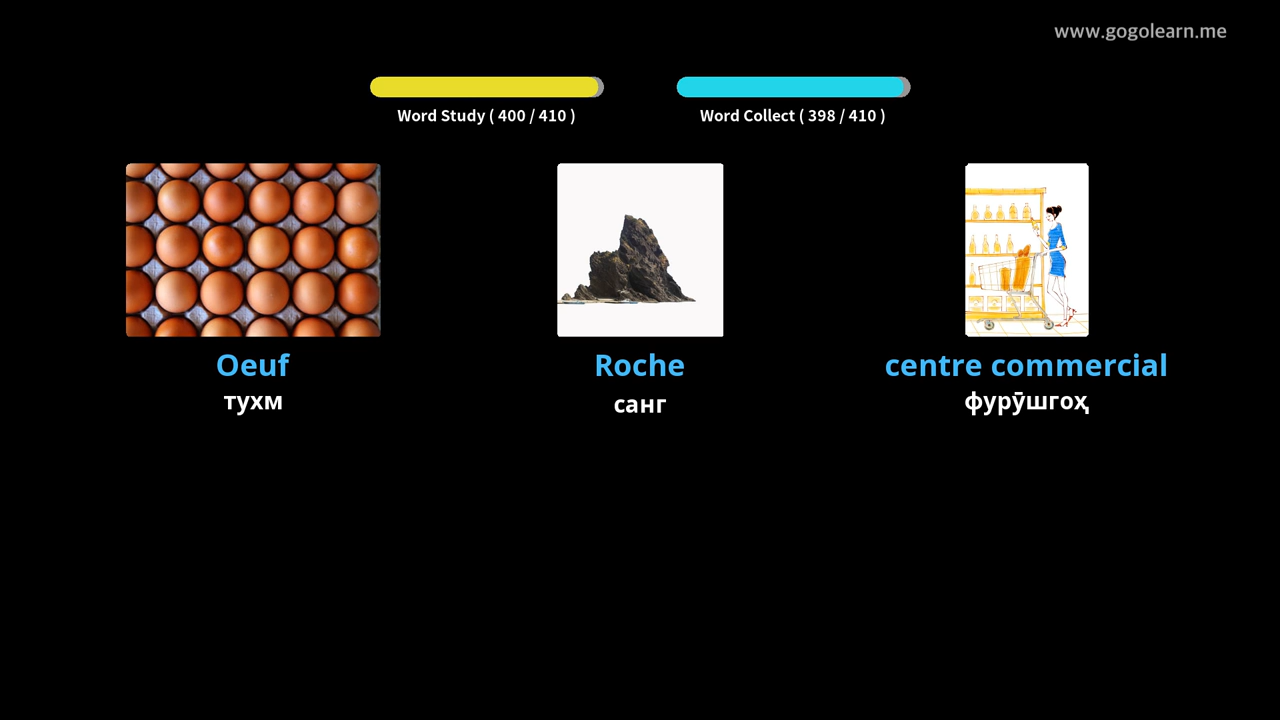 www.gogolearn.me
Word Study ( 400 / 410 )
Word Collect ( 398 / 410 )
Oeuf
Roche
centre commercial
тухм
санг
фурӯшгоҳ